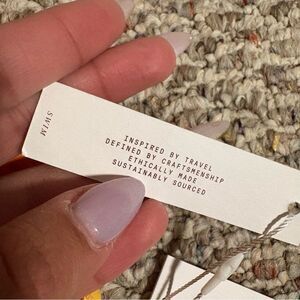 SWIM
INSPIRED BY TRAVEL
DEFINED BY CRAFTSMENSHIP
ETHICALLY MADE
SUSTAINABLY SOURCED